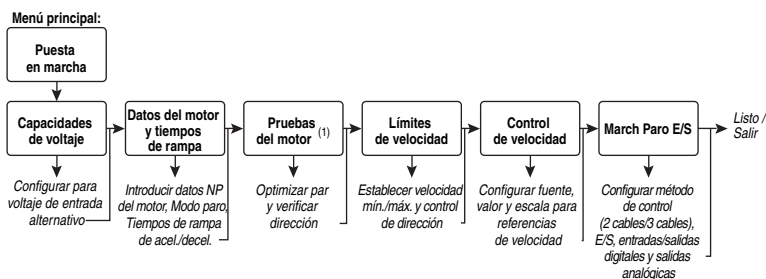 Menú principal:
Puesta
en marcha
Capacidades
de voltaje
Datos del motor
y tiempos
de rampa
Pruebas
del motor (1)
Límites
de velocidad
Control
de velocidad
March Paro E/S
Listo /
Salir
Configurar para
voltaje de entrada
alternativo
Introducir datos NP
del motor, Modo paro,
Tiempos de rampa
de acel./decel.
Optimizar par
y verificar
dirección
Establecer velocidad
mín./máx. y control
de dirección
Configurar fuente,
valor y escala para
referencias
de velocidad
Configurar método
de control
(2 cables/3 cables),
E/S, entradas/salidas
digitales y salidas
analógicas